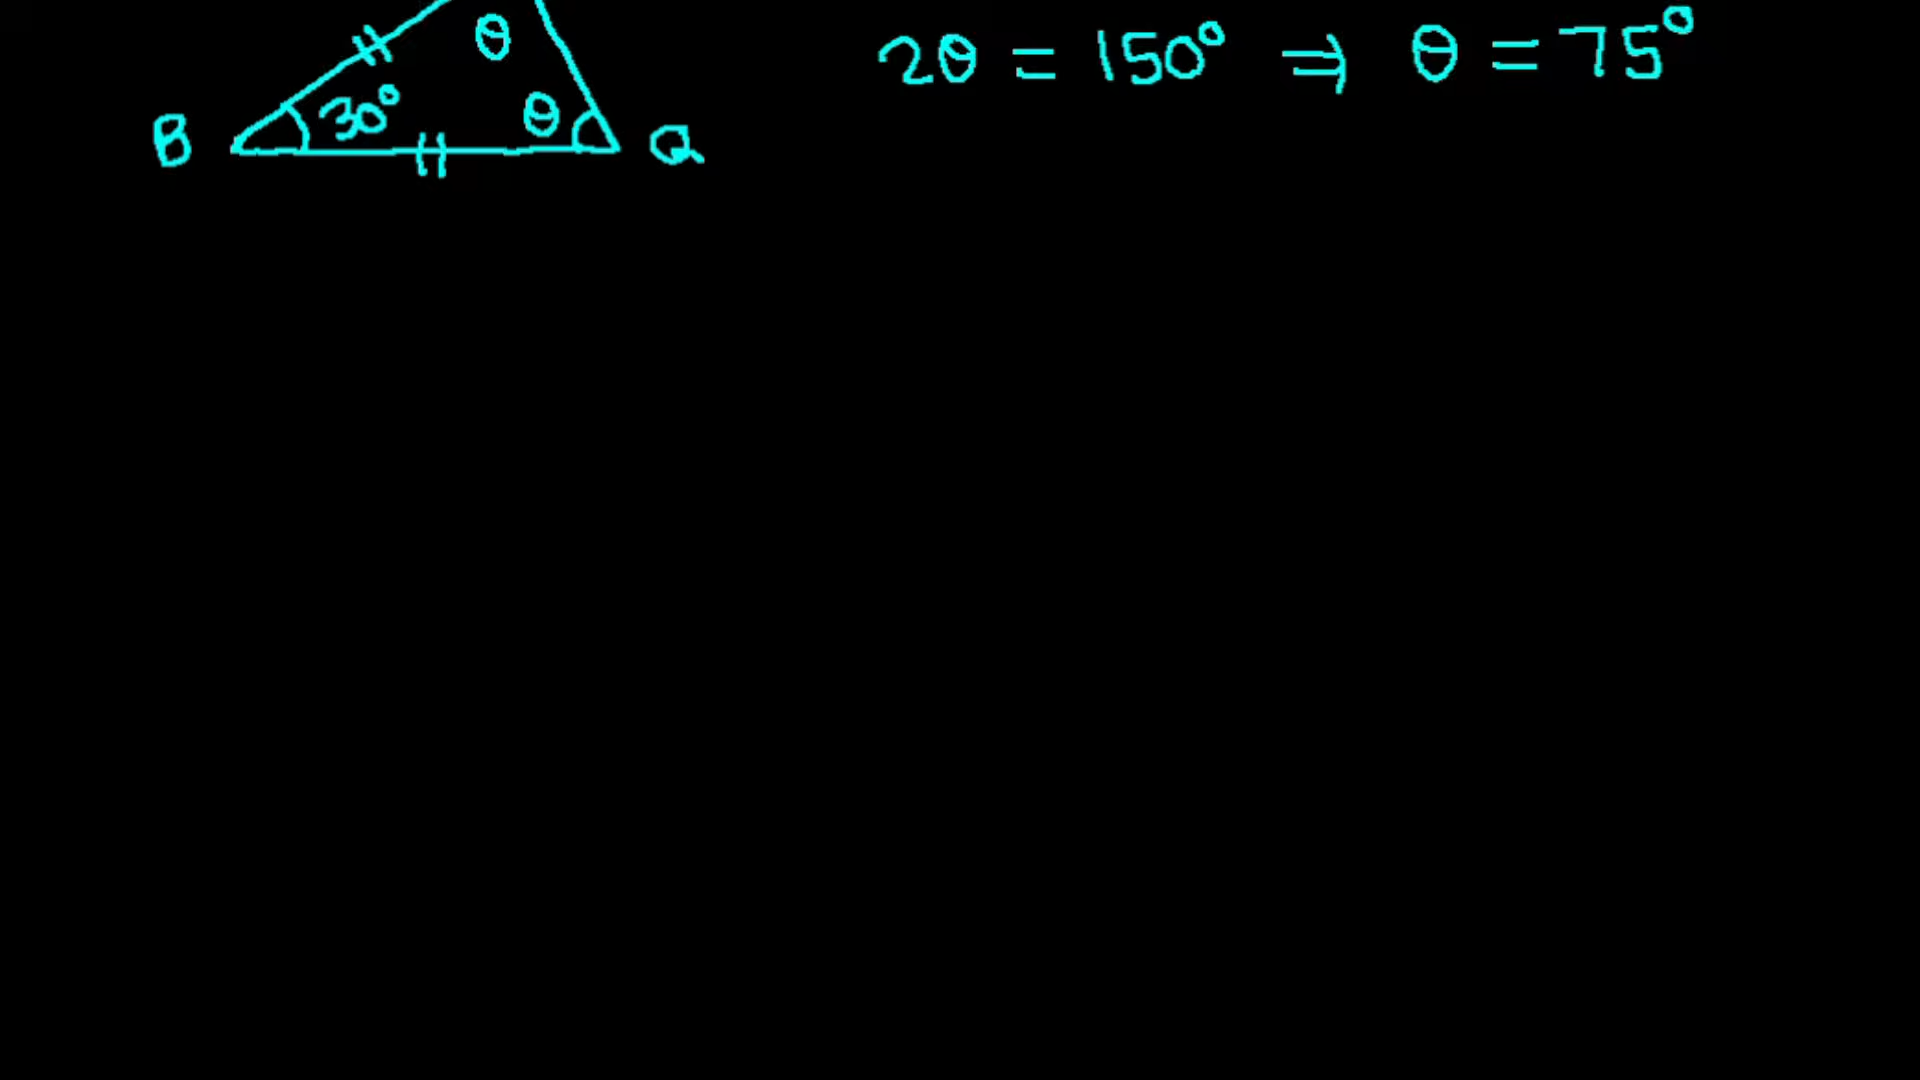 θ
2θ = 150° ⇒ θ = 75°
30°
θ
B
Q